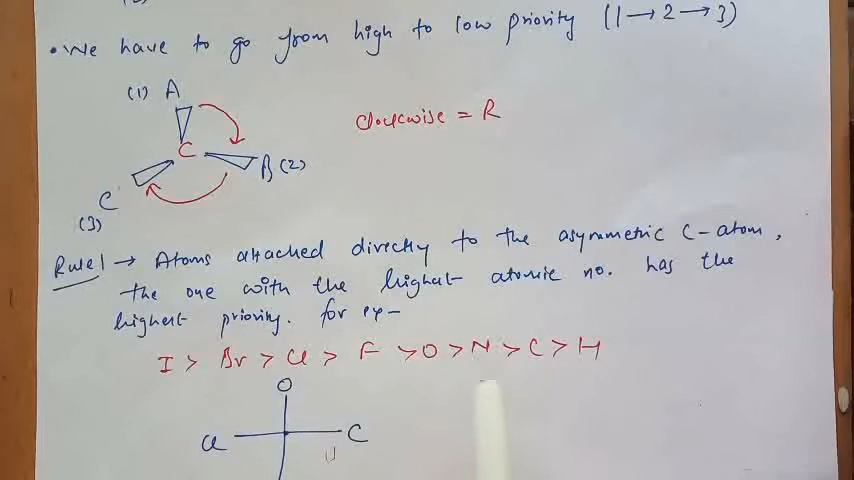 • We have to go from high to low priority (1→2→3)
(1) A
C
B (2)
C
(3)
Clockwise = R
Rule 1 → Atoms attached directly to the asymmetric C-atom,
the one with the highest atomic no. has the
highest priority. for ex-
I > Br > Cl > F > O > N > C > H
O
Cl
C